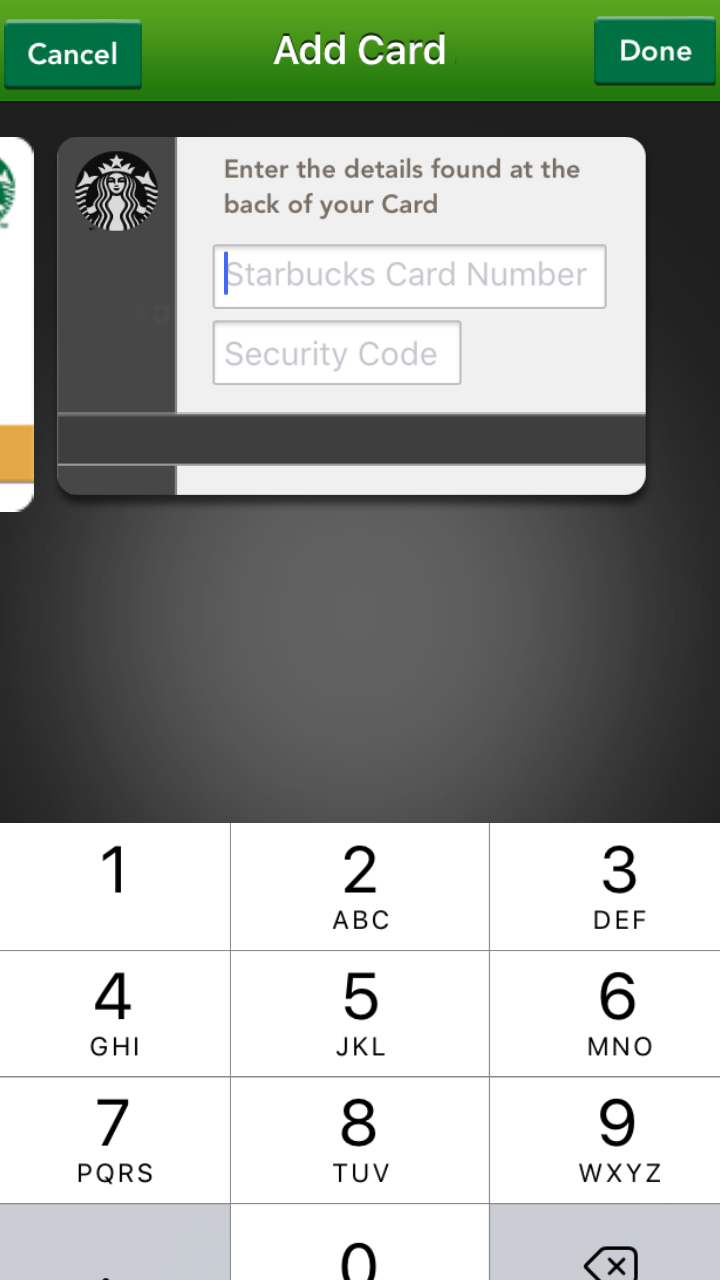 Cancel
Add Card
Done
Enter the details found at the
back of your Card
Starbucks Card Number
Security Code
1
2
ABC
3
DEF
4
GHI
5
JKL
6
MNO
7
PQRS
8
TUV
9
WXYZ
.
0